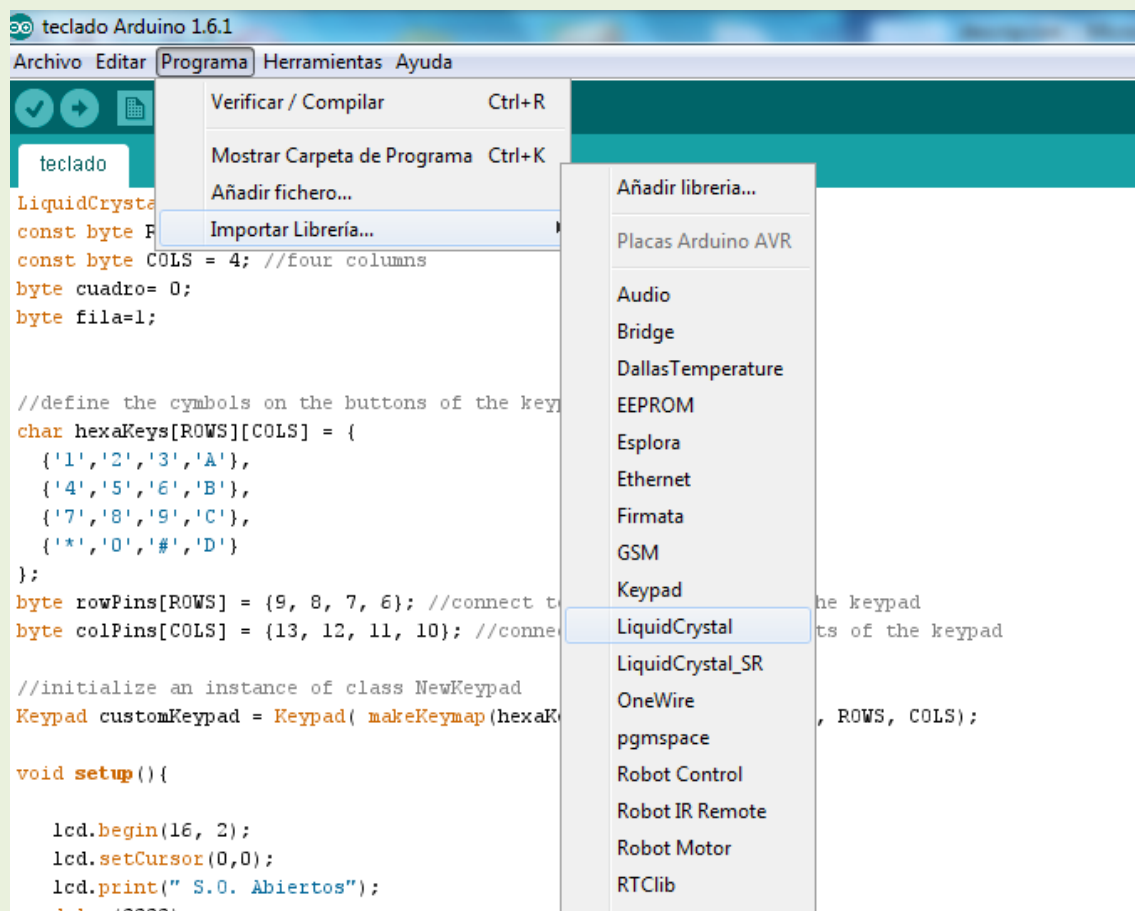 teclado Arduino 1.6.1
Archivo Editar Programa Herramientas Ayuda
Verificar / Compilar Ctrl+R
Mostrar Carpeta de Programa Ctrl+K
Añadir fichero...
Importar Librería...
Añadir libreria...
Placas Arduino AVR
Audio
Bridge
DallasTemperature
EEPROM
Esplora
Ethernet
Firmata
GSM
Keypad
LiquidCrystal
LiquidCrystal_SR
OneWire
pgmspace
Robot Control
Robot IR Remote
Robot Motor
RTClib
teclado
LiquidCrysta
const byte R
const byte COLS = 4; //four columns
byte cuadro= 0;
byte fila=1;
//define the cymbols on the buttons of the key
char hexaKeys[ROWS][COLS] = {
{'1','2','3','A'},
{'4','5','6','B'},
{'7','8','9','C'},
{'*','0','#','D'}
};
byte rowPins[ROWS] = {9, 8, 7, 6}; //connect t he keypad
byte colPins[COLS] = {13, 12, 11, 10}; //conne ts of the keypad
//initialize an instance of class NewKeypad
Keypad customKeypad = Keypad( makeKeymap(hexaK , ROWS, COLS);
void setup(){
lcd.begin(16, 2);
lcd.setCursor(0,0);
lcd.print(" S.O. Abiertos");